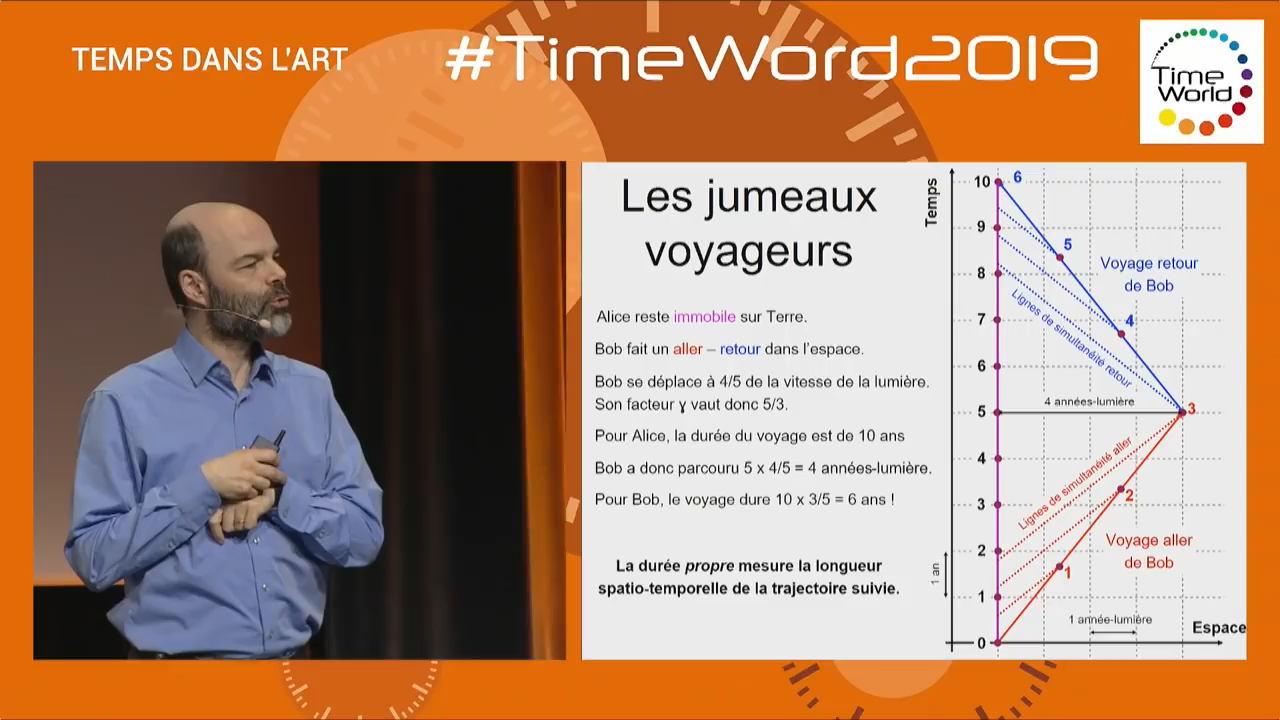 TEMPS DANS L'ART
#TimeWord2019
Time
World
Les jumeaux
voyageurs
Alice reste immobile sur Terre.
Bob fait un aller – retour dans l'espace.
Bob se déplace à 4/5 de la vitesse de la lumière.
Son facteur γ vaut donc 5/3.
Pour Alice, la durée du voyage est de 10 ans
Bob a donc parcouru 5 x 4/5 = 4 années-lumière.
Pour Bob, le voyage dure 10 x 3/5 = 6 ans !
La durée propre mesure la longueur
spatio-temporelle de la trajectoire suivie.
Temps
10
6
9
5
Voyage retour
de Bob
8
Lignes de simultanéité retour
7
4
6
4 années-lumière
5
3
4
Lignes de simultanéité aller
3
2
2
Voyage aller
de Bob
1 an
1
1
1 année-lumière
Espace
0